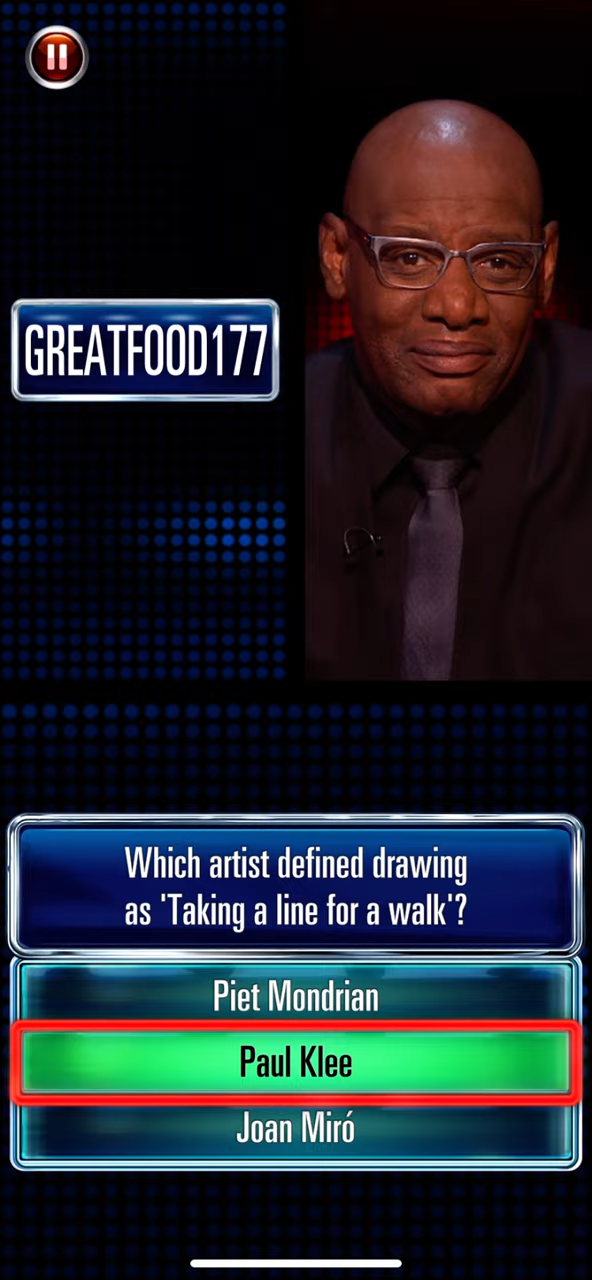 GREATFOOD177
Which artist defined drawing
as 'Taking a line for a walk'?
Piet Mondrian
Paul Klee
Joan Miró